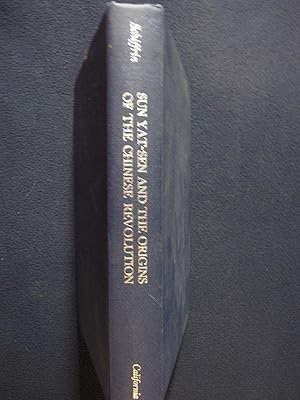 Schiffrin
SUN YAT-SEN AND THE ORIGINS
OF THE CHINESE REVOLUTION
California